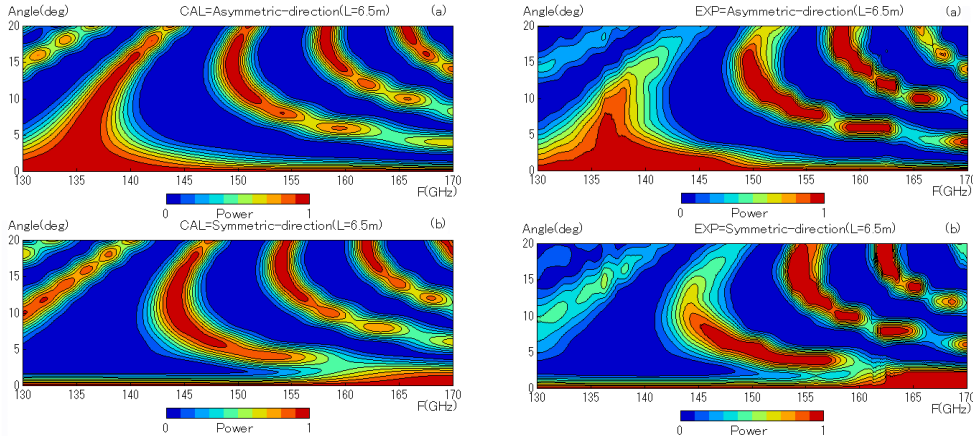 Angle(deg) CAL=Asymmetric-direction(L=6.5m) (a)
20
15
10
5
0
130 135 140 145 150 155 160 165 170
F(GHz)
0 Power 1
Angle(deg) EXP=Asymmetric-direction(L=6.5m) (a)
20
15
10
5
0
130 135 140 145 150 155 160 165 170
F(GHz)
0 Power 1
Angle(deg) CAL=Symmetric-direction(L=6.5m) (b)
20
15
10
5
0
130 135 140 145 150 155 160 165 170
F(GHz)
0 Power 1
Angle(deg) EXP=Symmetric-direction(L=6.5m) (b)
20
15
10
5
0
130 135 140 145 150 155 160 165 170
F(GHz)
0 Power 1